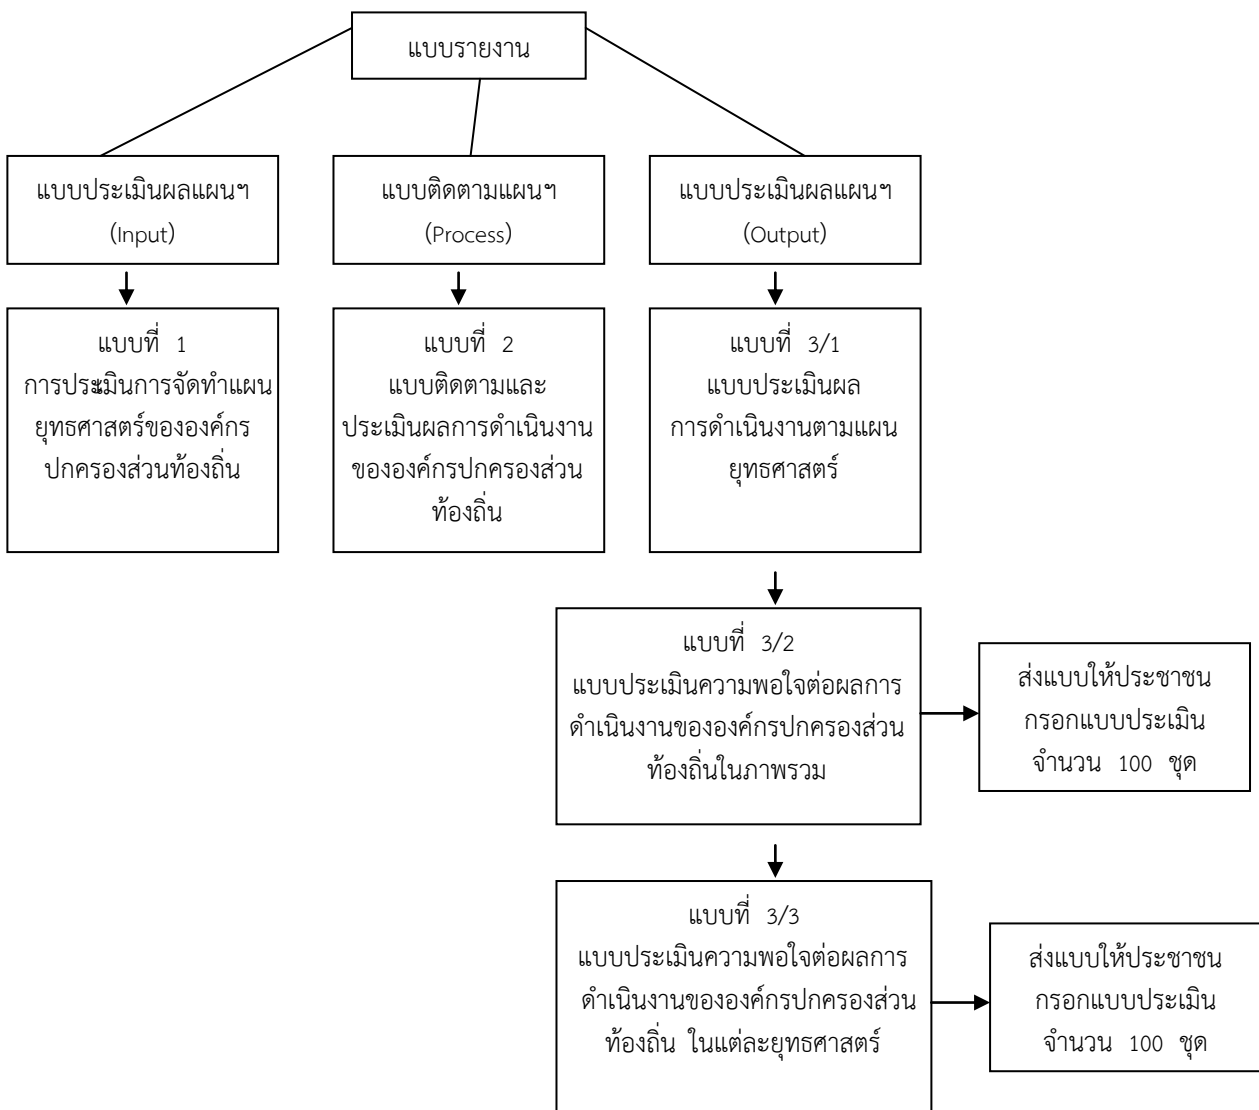 แบบรายงาน
แบบประเมินผลแผนฯ
(Input)
แบบติดตามแผนฯ
(Process)
แบบประเมินผลแผนฯ
(Output)
แบบที่ 1
การประเมินการจัดทำแผน
ยุทธศาสตร์ขององค์กร
ปกครองส่วนท้องถิ่น
แบบที่ 2
แบบติดตามและ
ประเมินผลการดำเนินงาน
ขององค์กรปกครองส่วน
ท้องถิ่น
แบบที่ 3/1
แบบประเมินผล
การดำเนินงานตามแผน
ยุทธศาสตร์
แบบที่ 3/2
แบบประเมินความพอใจต่อผลการ
ดำเนินงานขององค์กรปกครองส่วน
ท้องถิ่นในภาพรวม
ส่งแบบให้ประชาชน
กรอกแบบประเมิน
จำนวน 100 ชุด
แบบที่ 3/3
แบบประเมินความพอใจต่อผลการ
ดำเนินงานขององค์กรปกครองส่วน
ท้องถิ่น ในแต่ละยุทธศาสตร์
ส่งแบบให้ประชาชน
กรอกแบบประเมิน
จำนวน 100 ชุด